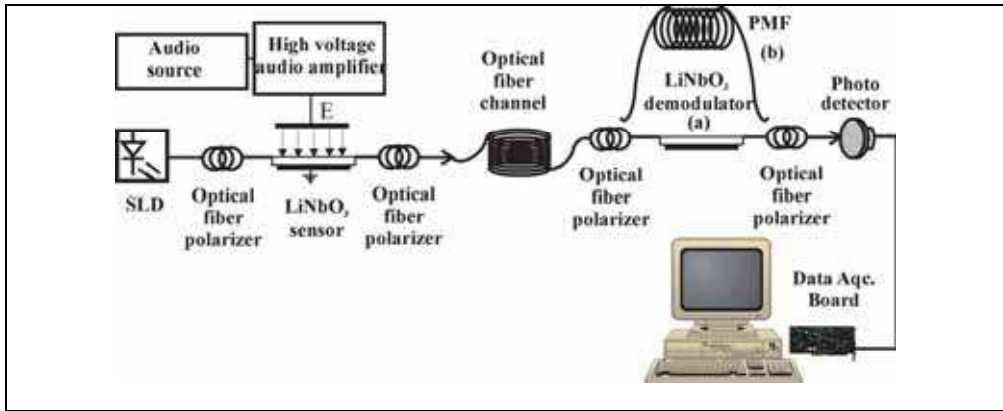 Audio
source
High voltage
audio amplifier
E
SLD
Optical
fiber
polarizer
LiNbO₃
sensor
Optical
fiber
polarizer
Optical
fiber
channel
Optical
fiber
polarizer
PMF
(b)
LiNbO₃
demodulator
(a)
Optical
fiber
polarizer
Photo
detector
Data Aqc.
Board